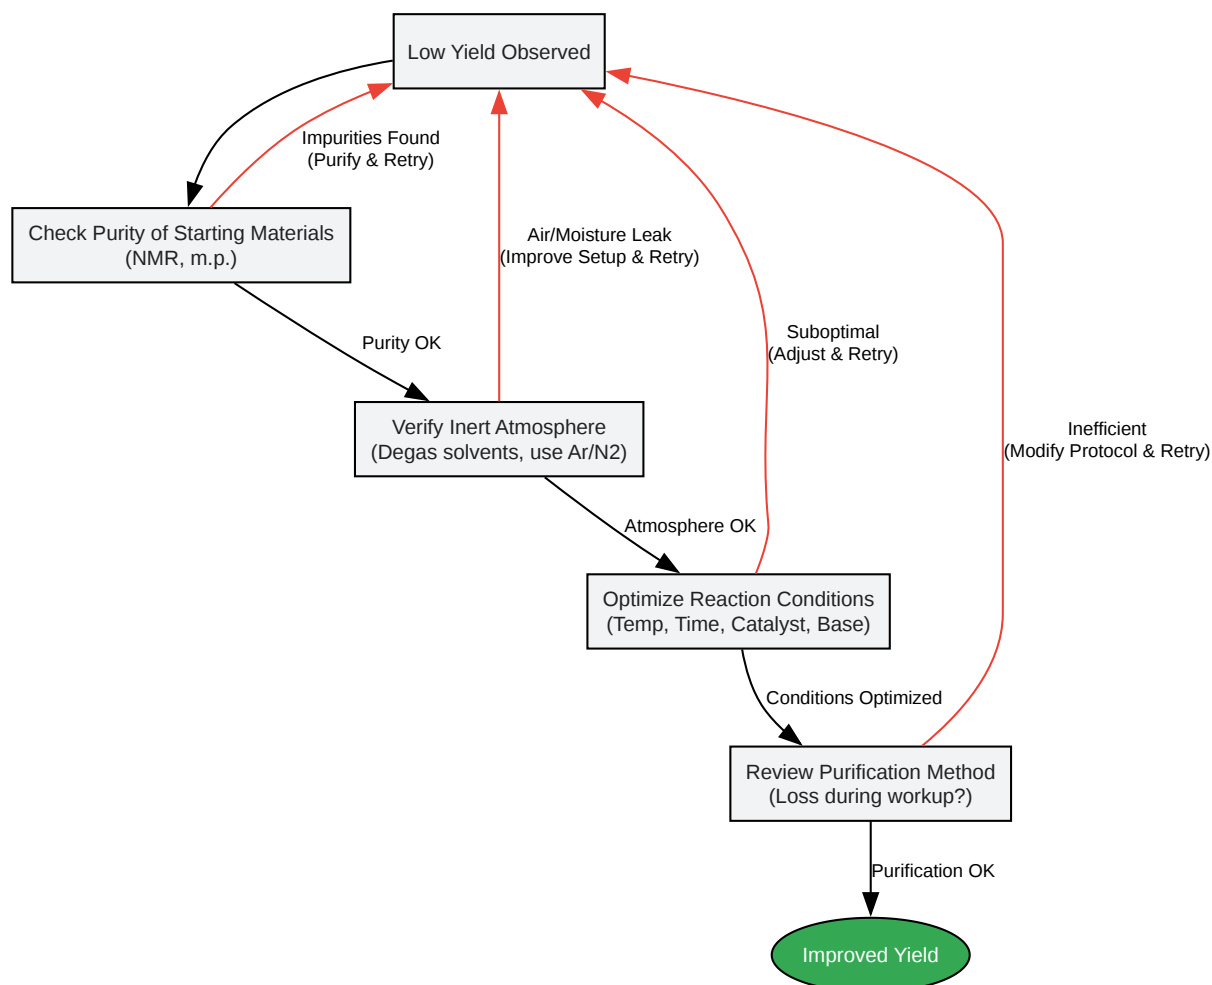 Low Yield Observed
Impurities Found
(Purify & Retry)
Check Purity of Starting Materials
(NMR, m.p.)
Air/Moisture Leak
(Improve Setup & Retry)
Purity OK
Suboptimal
(Adjust & Retry)
Verify Inert Atmosphere
(Degas solvents, use Ar/N2)
Inefficient
(Modify Protocol & Retry)
Atmosphere OK
Optimize Reaction Conditions
(Temp, Time, Catalyst, Base)
Conditions Optimized
Review Purification Method
(Loss during workup?)
Purification OK
Improved Yield